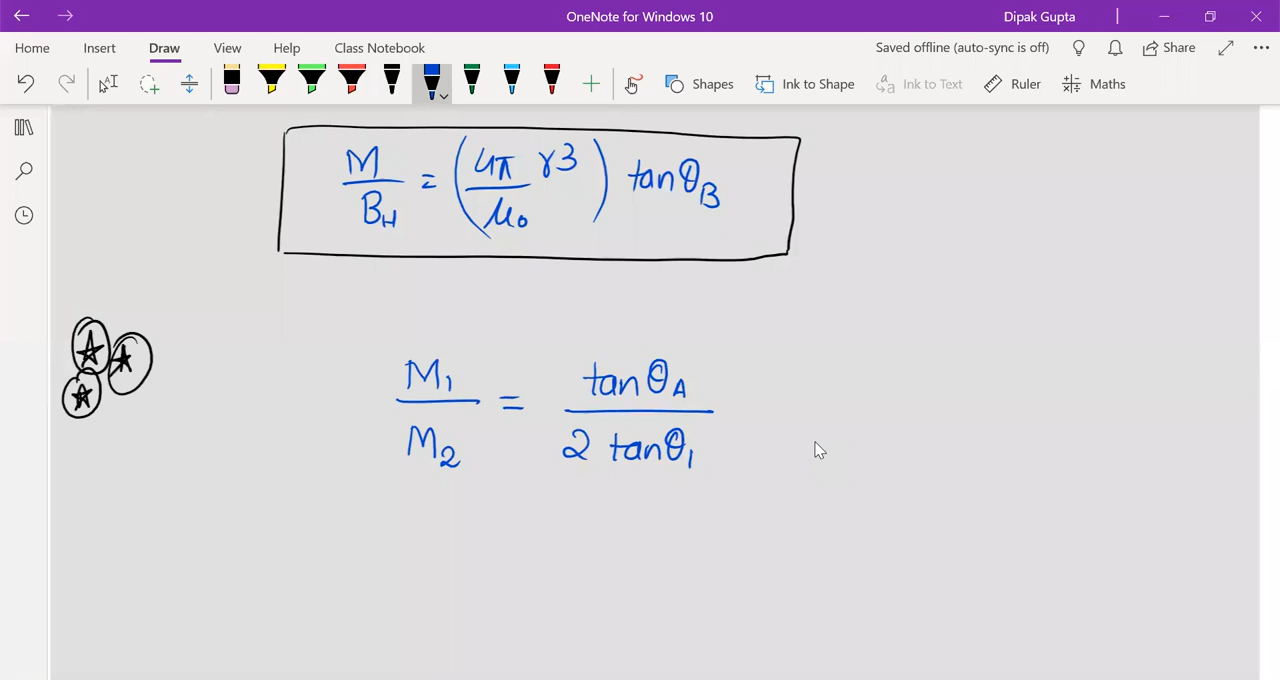 OneNote for Windows 10
Dipak Gupta
Home Insert Draw View Help Class Notebook
Saved offline (auto-sync is off) Share
Shapes Ink to Shape Ink to Text Ruler Maths
M/B_H = (4π/μ₀ r3) tanθ_B
M₁/M₂ = tanθ_A / 2 tanθ₁